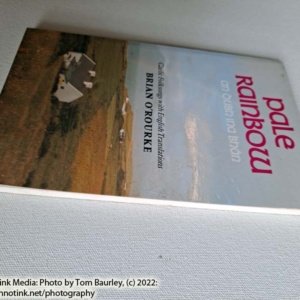 pale
Rainbow
an dubh ina bhán
Gaelic Folksongs with English Translations
BRIAN O'ROURKE
ink Media: Photo by Tom Baurley, (c) 2022:
nnotink.net/photography